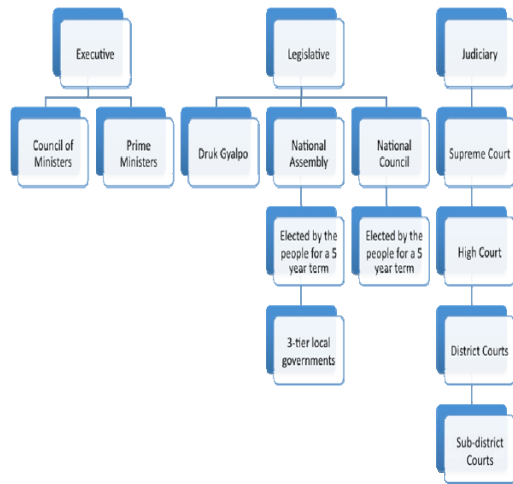 Executive
Legislative
Judiciary
Council of
Ministers
Prime
Ministers
Druk Gyalpo
National
Assembly
National
Council
Supreme Court
Elected by the
people for a 5
year term
Elected by the
people for a 5
year term
High Court
3-tier local
governments
District Courts
Sub-district
Courts